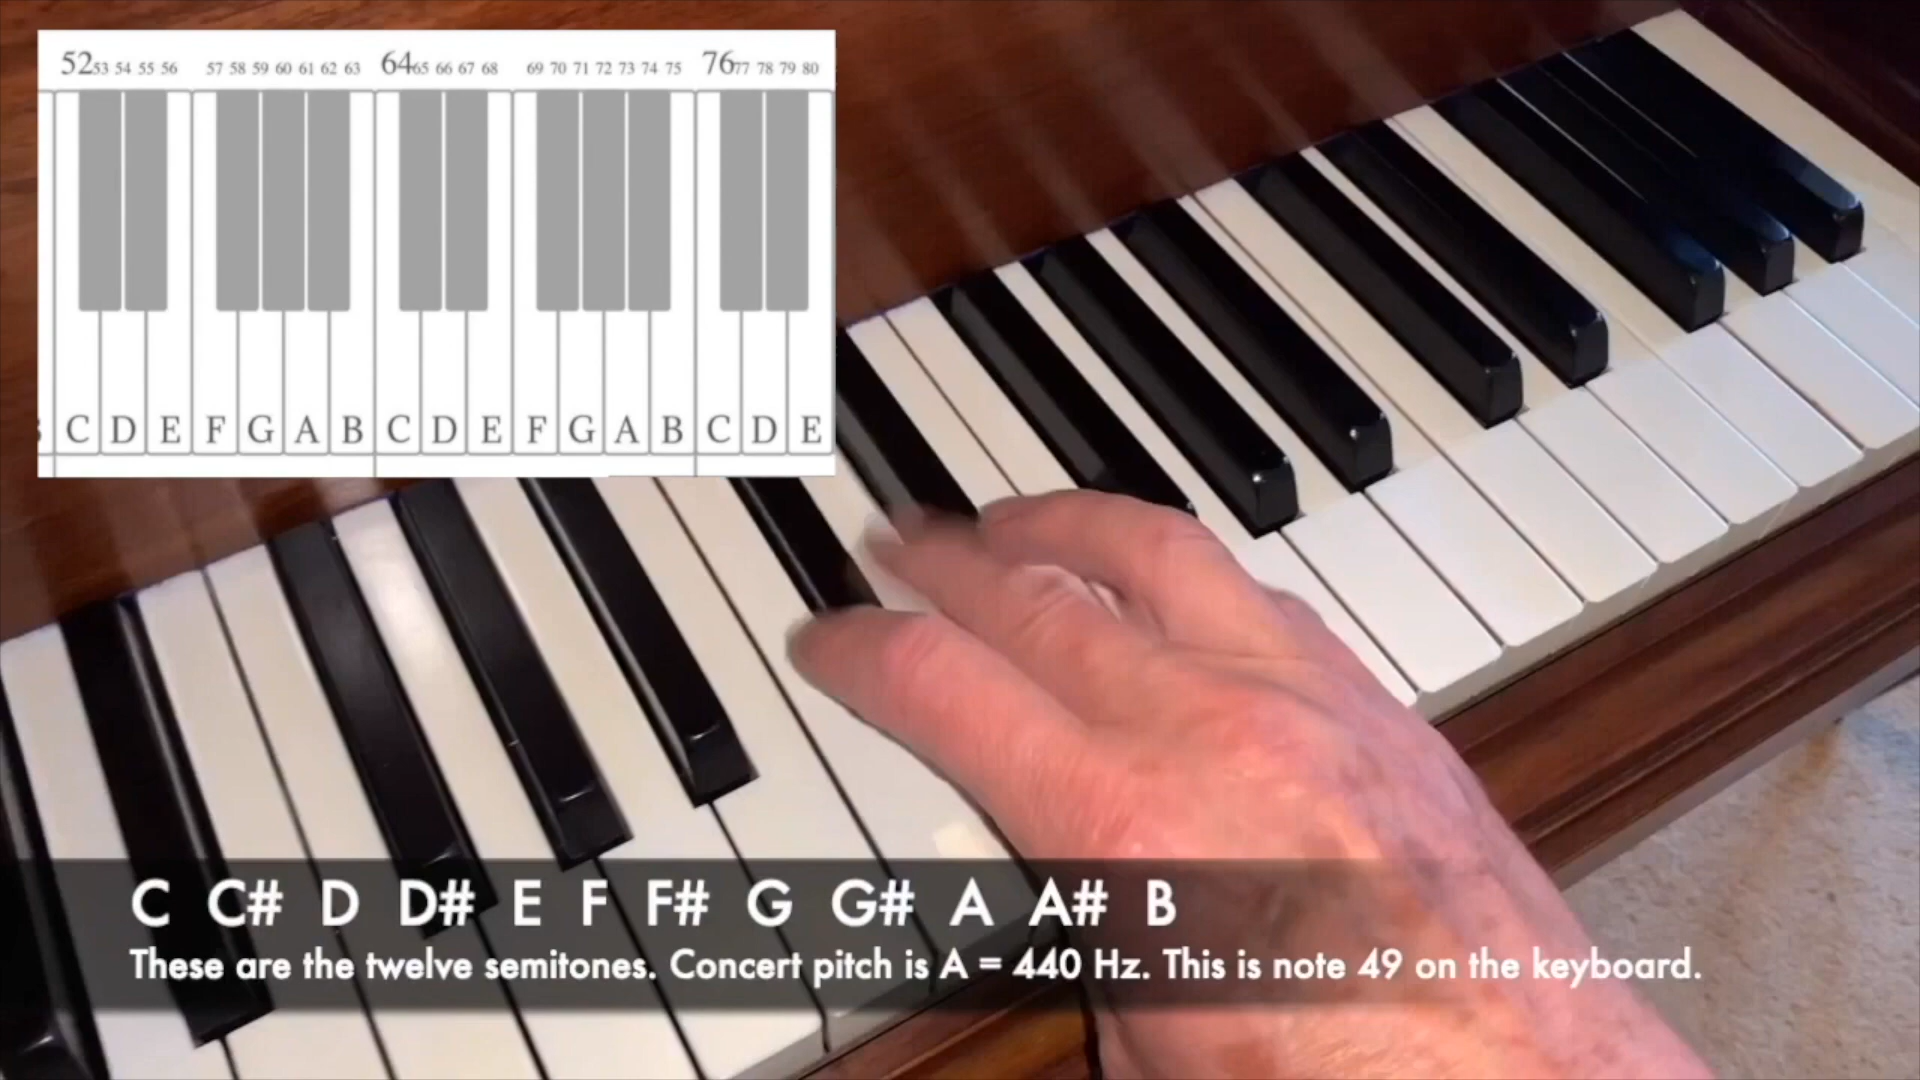 52 53 54 55 56 57 58 59 60 61 62 63 64 65 66 67 68 69 70 71 72 73 74 75 76 77 78 79 80
C D E F G A B C D E F G A B C D E
C C# D D# E F F# G G# A A# B
These are the twelve semitones. Concert pitch is A = 440 Hz. This is note 49 on the keyboard.